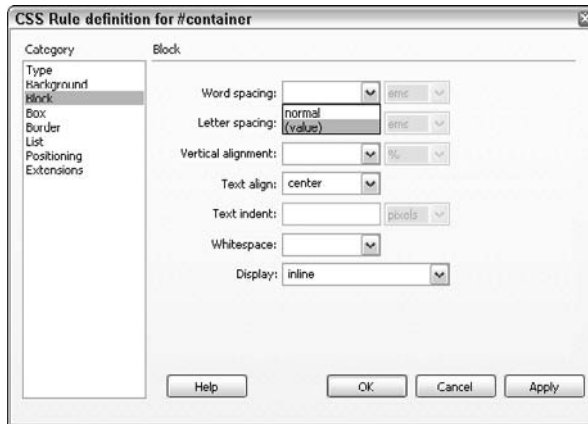 CSS Rule definition for #container
Category
Block
Type
Background
Block
Box
Border
List
Positioning
Extensions
Word spacing: ems
normal
(value)
Letter spacing: ems
Vertical alignment: %
Text align: center
Text indent: pixels
Whitespace:
Display: inline
Help OK Cancel Apply